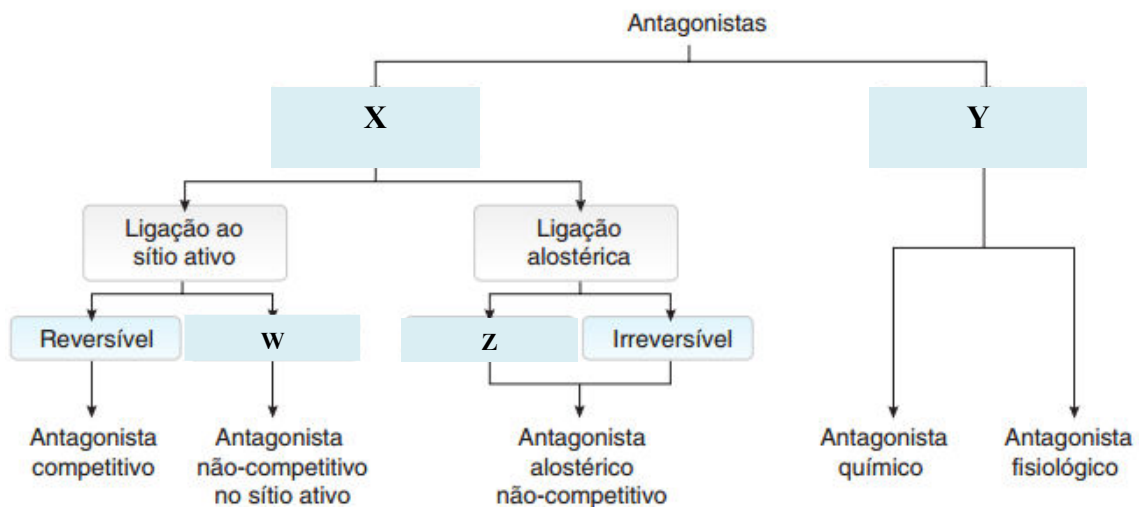 Antagonistas
X
Y
Ligação ao
sítio ativo
Ligação
alostérica
Reversível
W
Z
Irreversível
Antagonista
competitivo
Antagonista
não-competitivo
no sítio ativo
Antagonista
alostérico
não-competitivo
Antagonista
químico
Antagonista
fisiológico